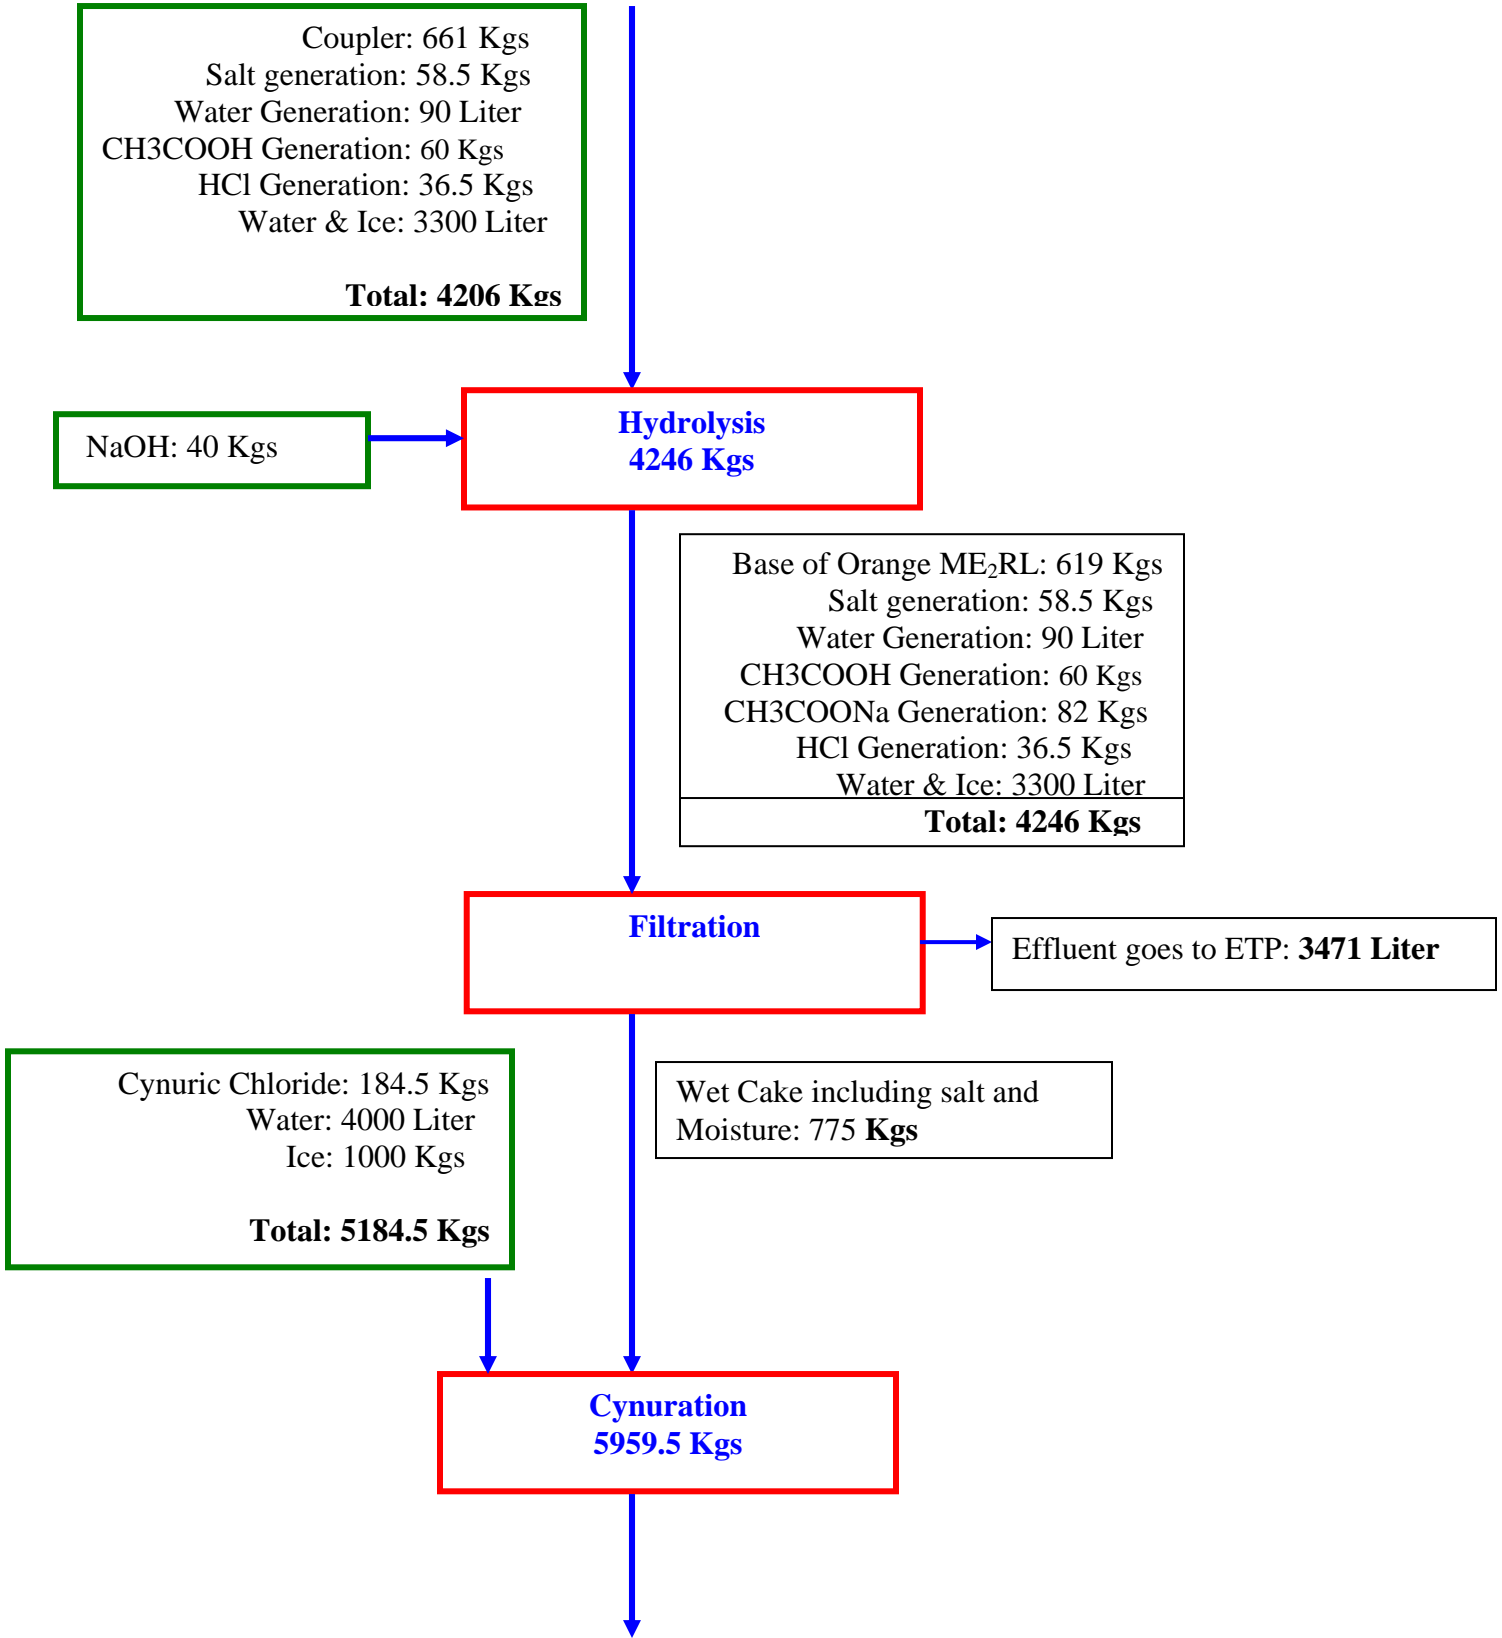 Coupler: 661 Kgs
Salt generation: 58.5 Kgs
Water Generation: 90 Liter
CH3COOH Generation: 60 Kgs
HCl Generation: 36.5 Kgs
Water & Ice: 3300 Liter
Total: 4206 Kgs
Hydrolysis
4246 Kgs
NaOH: 40 Kgs
Base of Orange ME₂RL: 619 Kgs
Salt generation: 58.5 Kgs
Water Generation: 90 Liter
CH3COOH Generation: 60 Kgs
CH3COONa Generation: 82 Kgs
HCl Generation: 36.5 Kgs
Water & Ice: 3300 Liter
Total: 4246 Kgs
Filtration
Effluent goes to ETP: 3471 Liter
Cynuric Chloride: 184.5 Kgs
Water: 4000 Liter
Ice: 1000 Kgs
Total: 5184.5 Kgs
Wet Cake including salt and
Moisture: 775 Kgs
Cynuration
5959.5 Kgs